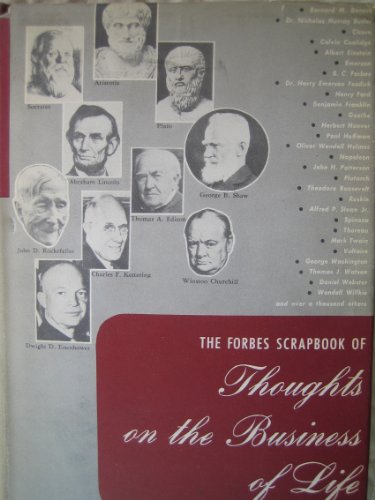 Bernard M. Baruch
Dr. Nicholas Murray Butler
Cicero
Calvin Coolidge
Albert Einstein
Emerson
B. C. Forbes
Dr. Harry Emerson Fosdick
Henry Ford
Benjamin Franklin
Goethe
Herbert Hoover
Paul Hoffman
Oliver Wendell Holmes
Napoleon
John H. Patterson
Plutarch
Theodore Roosevelt
Ruskin
Alfred P. Sloan Jr.
Spinoza
Thoreau
Mark Twain
Voltaire
George Washington
Thomas J. Watson
Daniel Webster
Wendell Willkie
and over a thousand others
Socrates
Aristotle
Plato
Abraham Lincoln
Thomas A. Edison
George B. Shaw
John D. Rockefeller
Charles F. Kettering
Winston Churchill
Dwight D. Eisenhower
THE FORBES SCRAPBOOK OF
Thoughts
on the Business
of Life